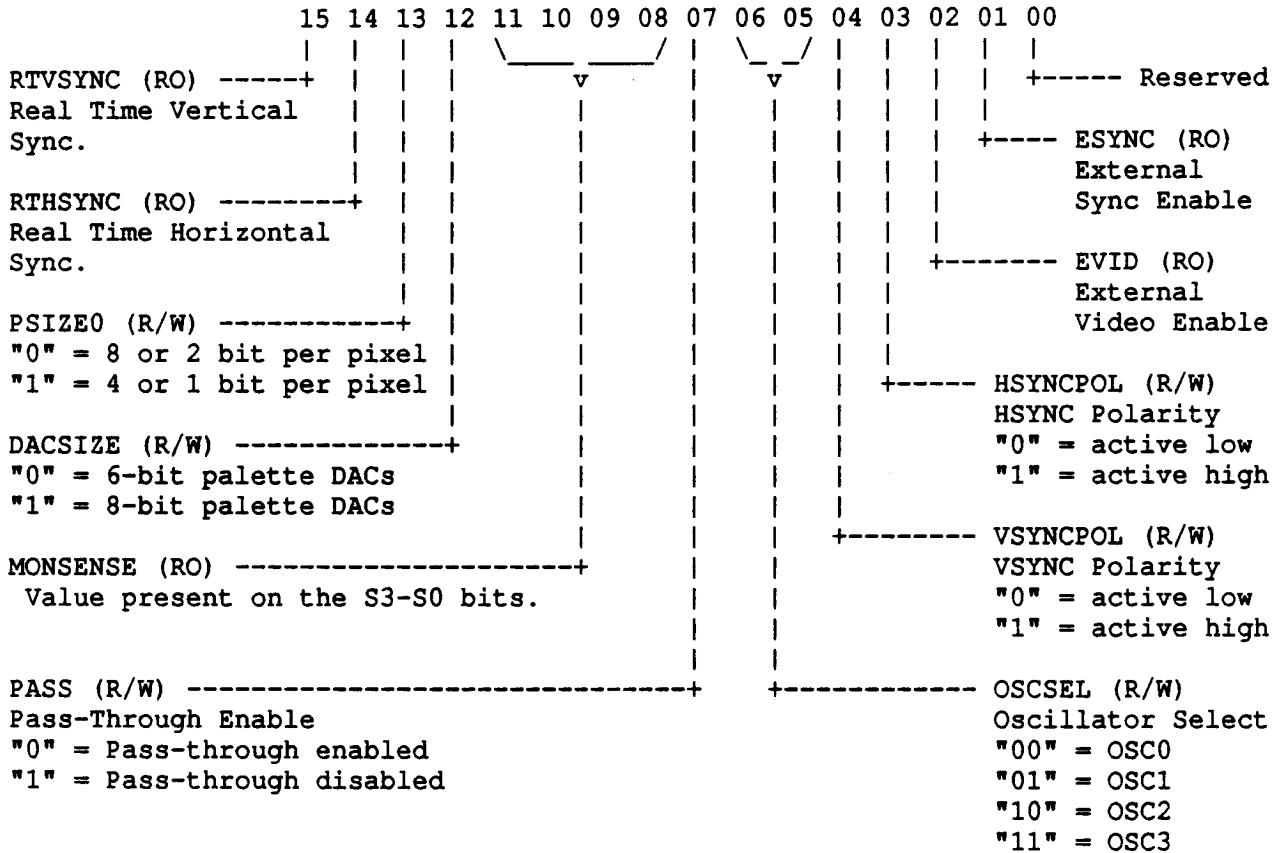 15 14 13 12 11 10 09 08 07 06 05 04 03 02 01 00
RTVSYNC (RO)
Real Time Vertical
Sync.
RTHSYNC (RO)
Real Time Horizontal
Sync.
PSIZE0 (R/W)
"0" = 8 or 2 bit per pixel
"1" = 4 or 1 bit per pixel
DACSIZE (R/W)
"0" = 6-bit palette DACs
"1" = 8-bit palette DACs
MONSENSE (RO)
Value present on the S3-S0 bits.
PASS (R/W)
Pass-Through Enable
"0" = Pass-through enabled
"1" = Pass-through disabled
Reserved
ESYNC (RO)
External
Sync Enable
EVID (RO)
External
Video Enable
HSYNCPOL (R/W)
HSYNC Polarity
"0" = active low
"1" = active high
VSYNCPOL (R/W)
VSYNC Polarity
"0" = active low
"1" = active high
OSCSEL (R/W)
Oscillator Select
"00" = OSC0
"01" = OSC1
"10" = OSC2
"11" = OSC3